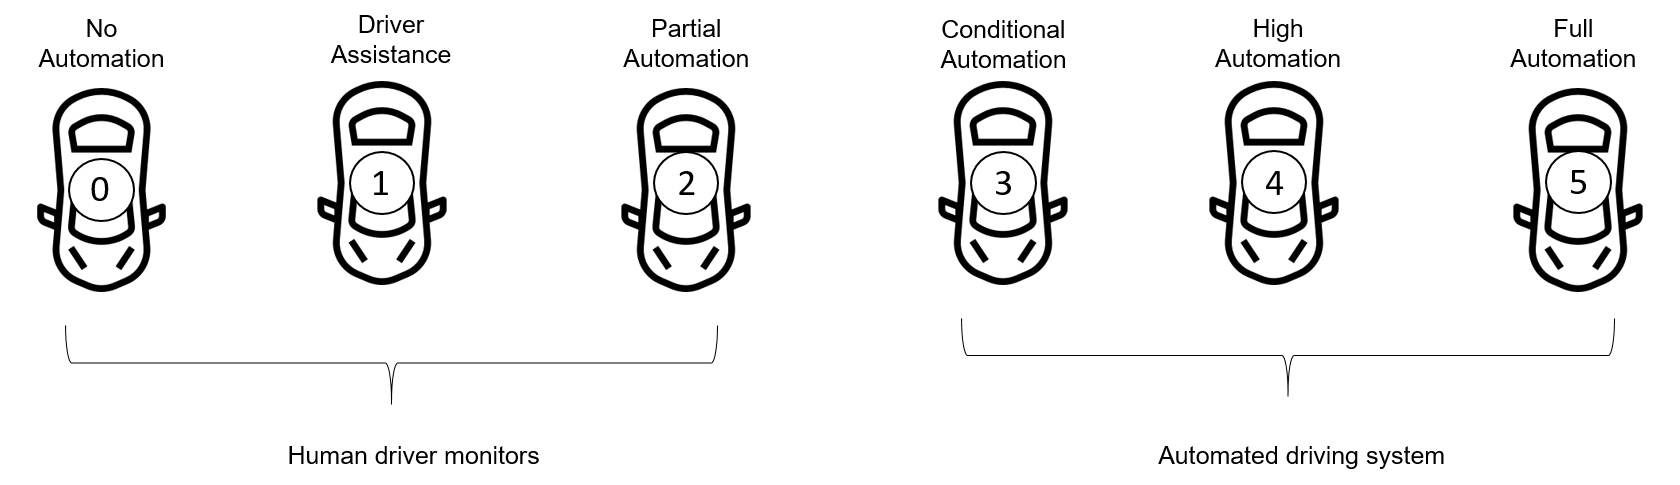 No
Automation
Driver
Assistance
Partial
Automation
Conditional
Automation
High
Automation
Full
Automation
0
1
2
3
4
5
Human driver monitors
Automated driving system